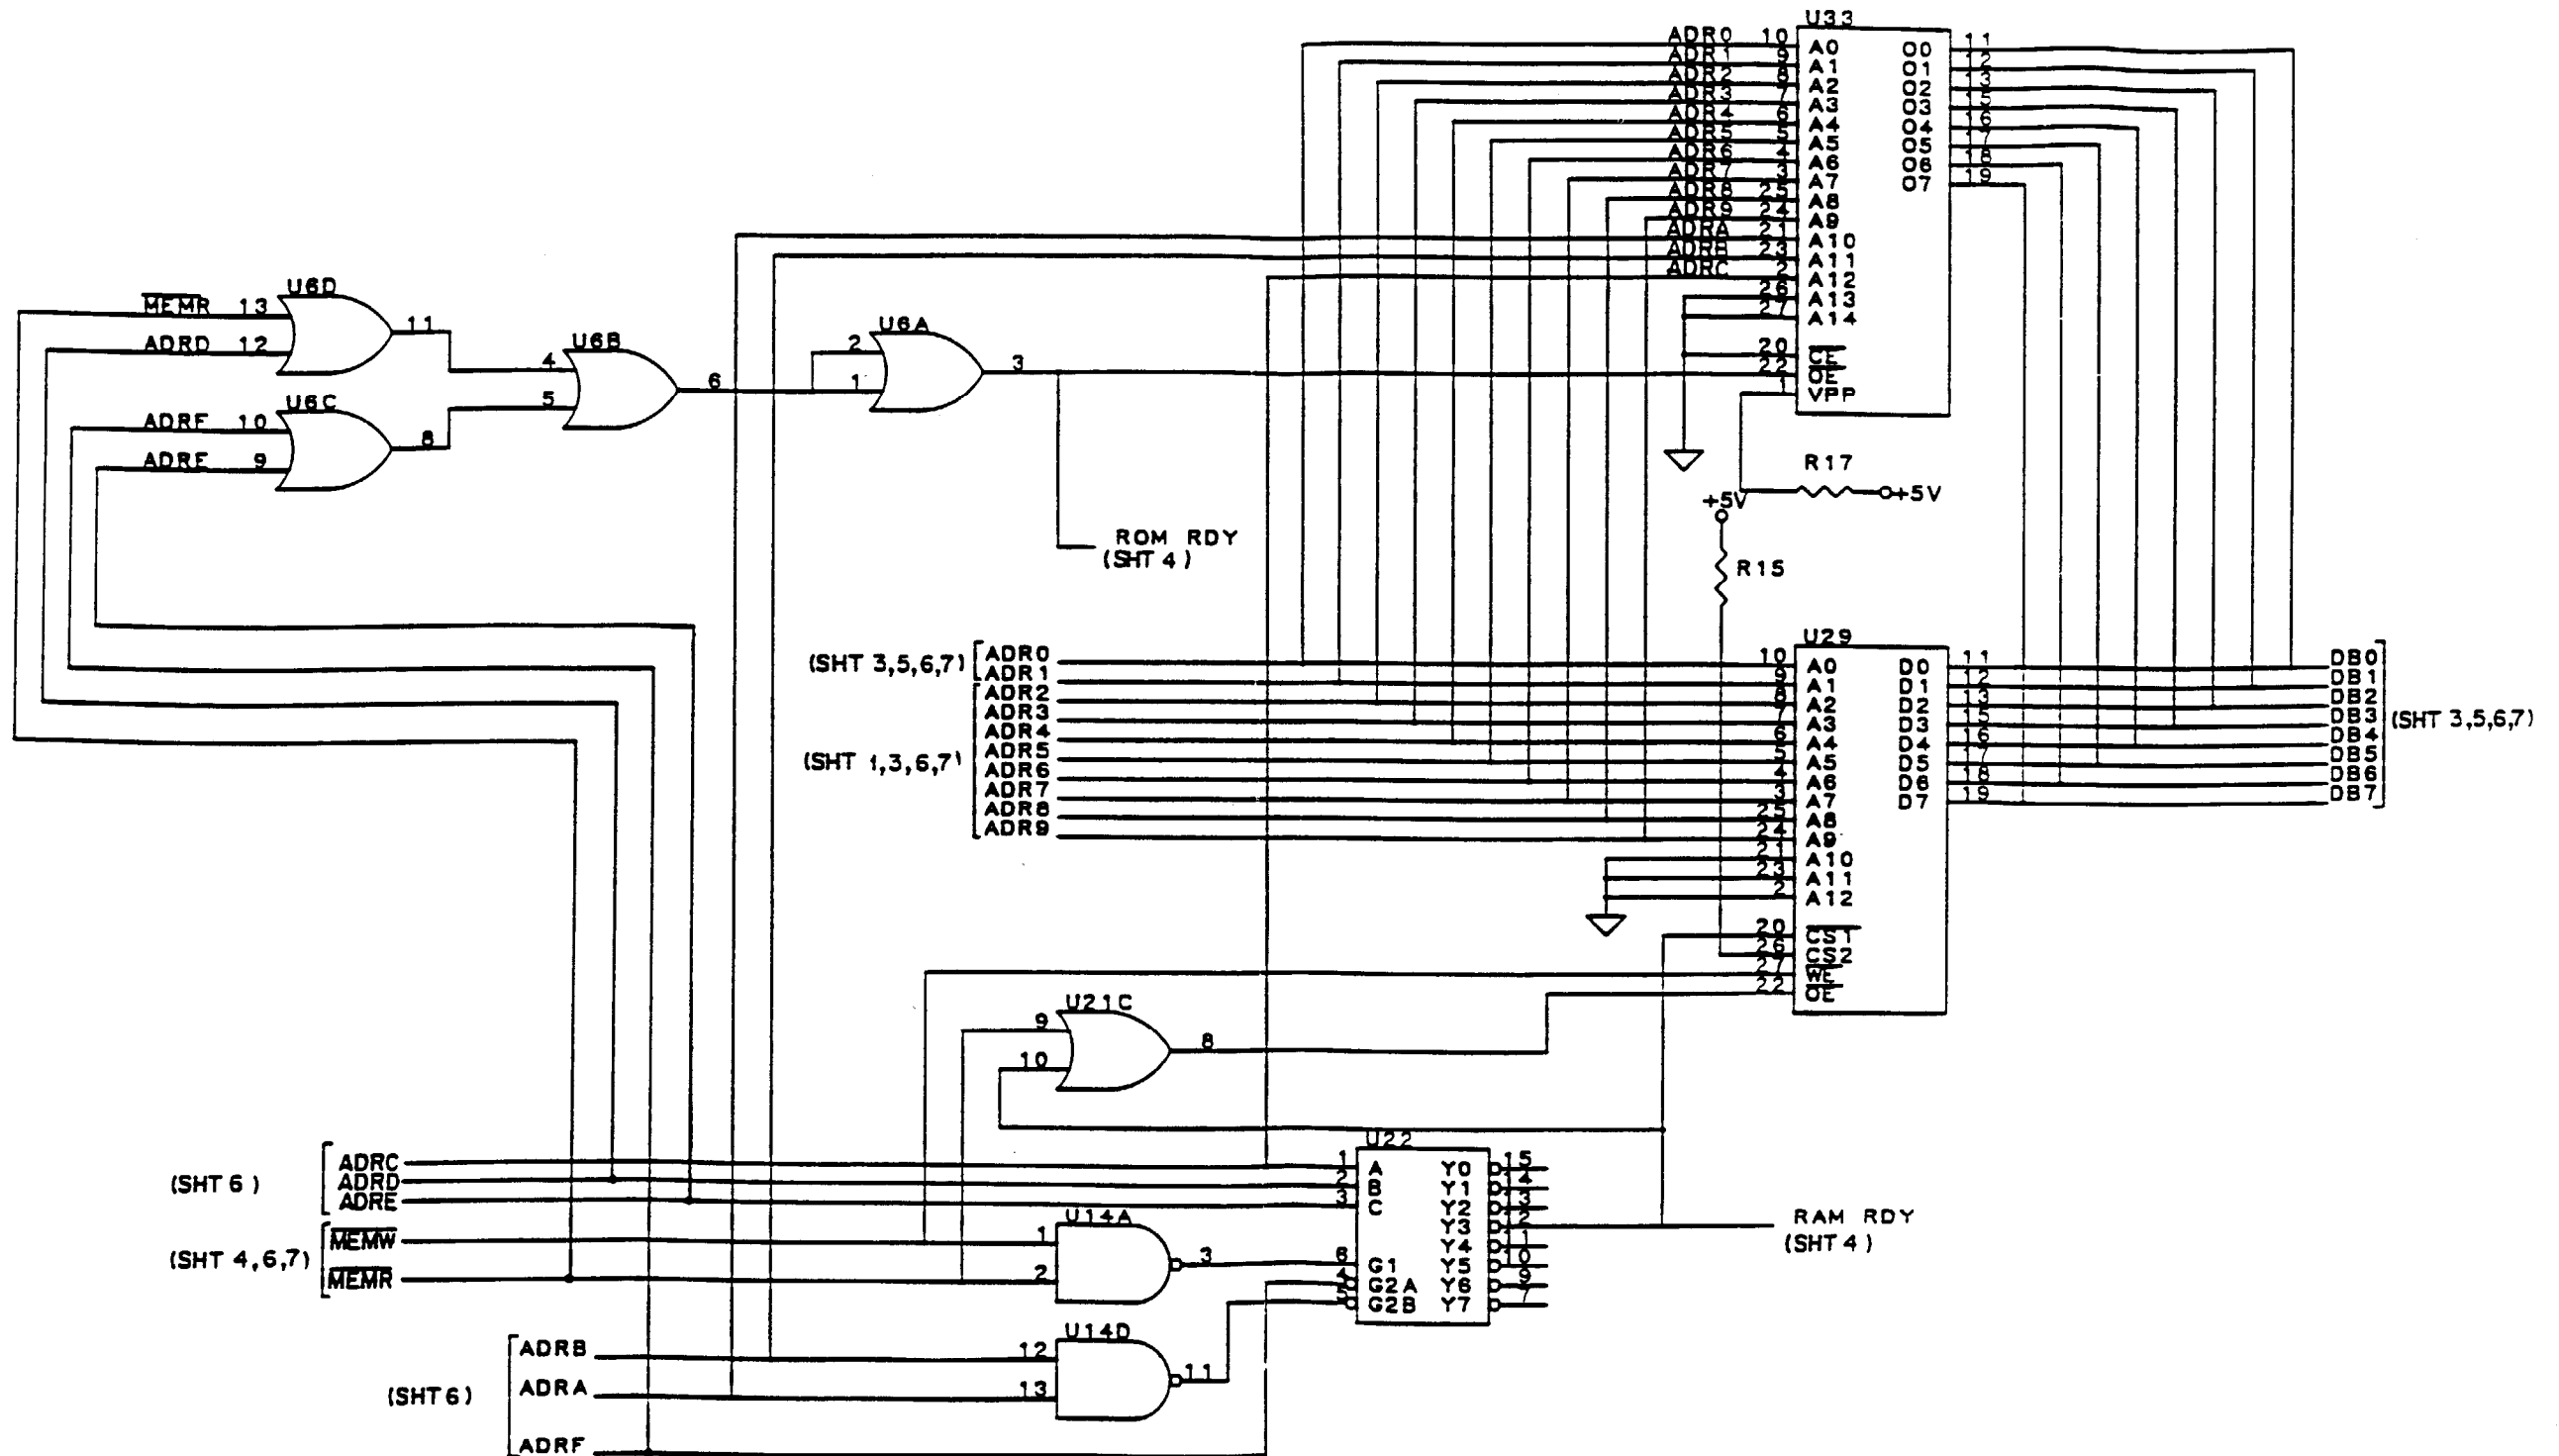 U33
ADR0 10 A0 O0 11
ADR1 9 A1 O1 12
ADR2 8 A2 O2 13
ADR3 7 A3 O3 15
ADR4 6 A4 O4 16
ADR5 5 A5 O5 17
ADR6 4 A6 O6 18
ADR7 3 A7 O7 19
ADR8 25 A8
ADR9 24 A9
ADRA 21 A10
ADRB 23 A11
ADRC 2 A12
26 A13
27 A14
20 CE
22 OE
1 VPP
U6D
MEMR 13
ADRD 12
11
U6C
ADRF 10
ADRE 9
8
U6B
4
5
6
U6A
2
1
3
R17
+5V
+5V
R15
ROM RDY
(SHT 4)
U29
(SHT 3,5,6,7)
ADR0 10 A0 D0 11 DB0
ADR1 9 A1 D1 12 DB1
ADR2 8 A2 D2 13 DB2
ADR3 7 A3 D3 15 DB3
ADR4 6 A4 D4 16 DB4
ADR5 5 A5 D5 17 DB5
ADR6 4 A6 D6 18 DB6
ADR7 3 A7 D7 19 DB7
ADR8 25 A8
ADR9 24 A9
(SHT 1,3,6,7)
(SHT 3,5,6,7)
21 A10
23 A11
2 A12
20 CS1
26 CS2
27 WE
22 OE
U21C
9
10
8
U22
(SHT 6)
ADRC 1 A Y0 15
ADRD 2 B Y1 14
ADRE 3 C Y2 13
Y3 12
Y4 11
6 G1 Y5 10
4 G2A Y6 9
5 G2B Y7 7
RAM RDY
(SHT 4)
U14A
(SHT 4,6,7)
MEMW 1
MEMR 2
3
U14D
ADRB 12
ADRA 13
11
(SHT 6)
ADRF